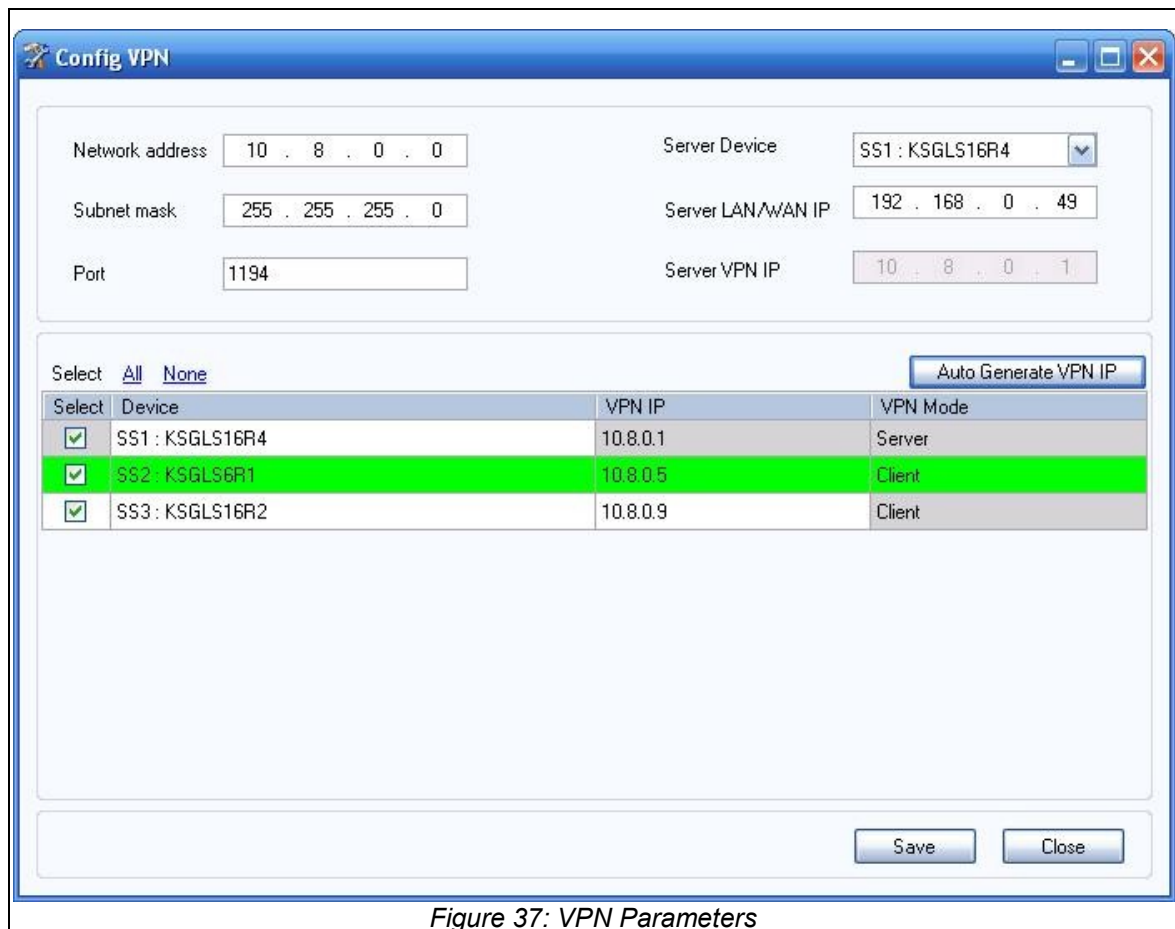 Config VPN
Network address 10 . 8 . 0 . 0 Server Device SS1 : KSGLS16R4
Subnet mask 255 . 255 . 255 . 0 Server LAN/WAN IP 192 . 168 . 0 . 49
Port 1194 Server VPN IP 10 . 8 . 0 . 1
Select All None Auto Generate VPN IP
Select Device VPN IP VPN Mode
SS1 : KSGLS16R4 10.8.0.1 Server
SS2 : KSGLS6R1 10.8.0.5 Client
SS3 : KSGLS16R2 10.8.0.9 Client
Save Close
Figure 37: VPN Parameters